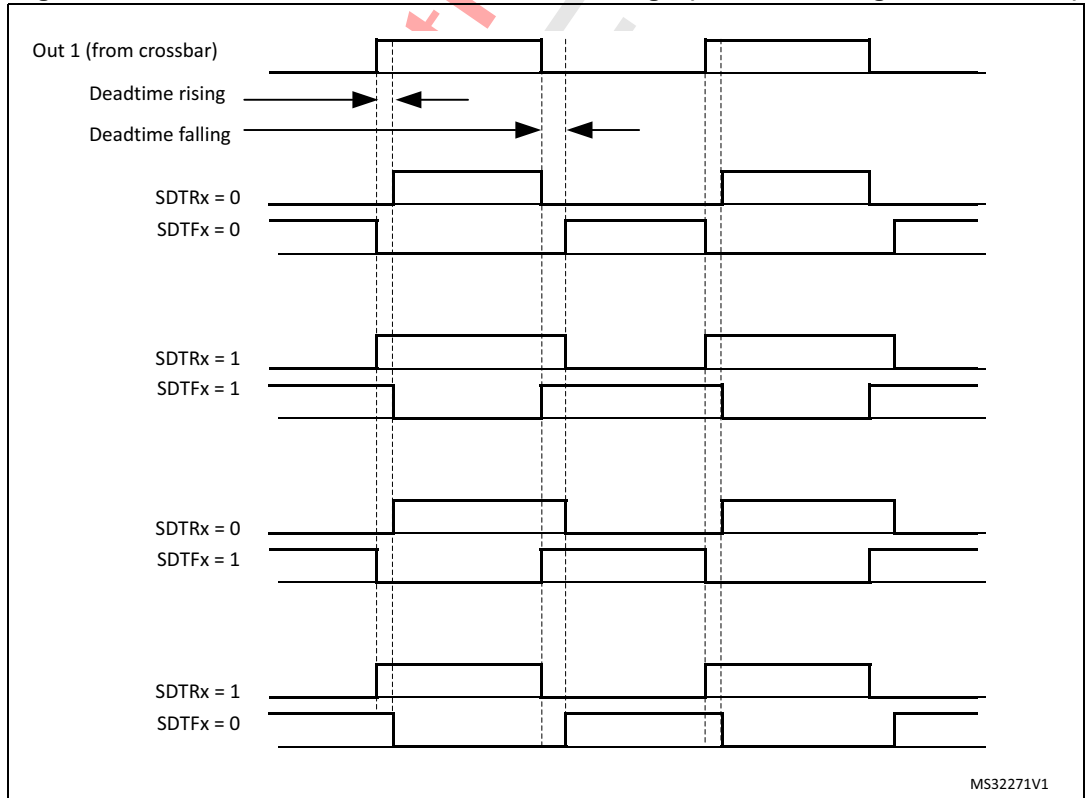 Out 1 (from crossbar)
Deadtime rising
Deadtime falling
SDTRx = 0
SDTFx = 0
SDTRx = 1
SDTFx = 1
SDTRx = 0
SDTFx = 1
SDTRx = 1
SDTFx = 0
MS32271V1